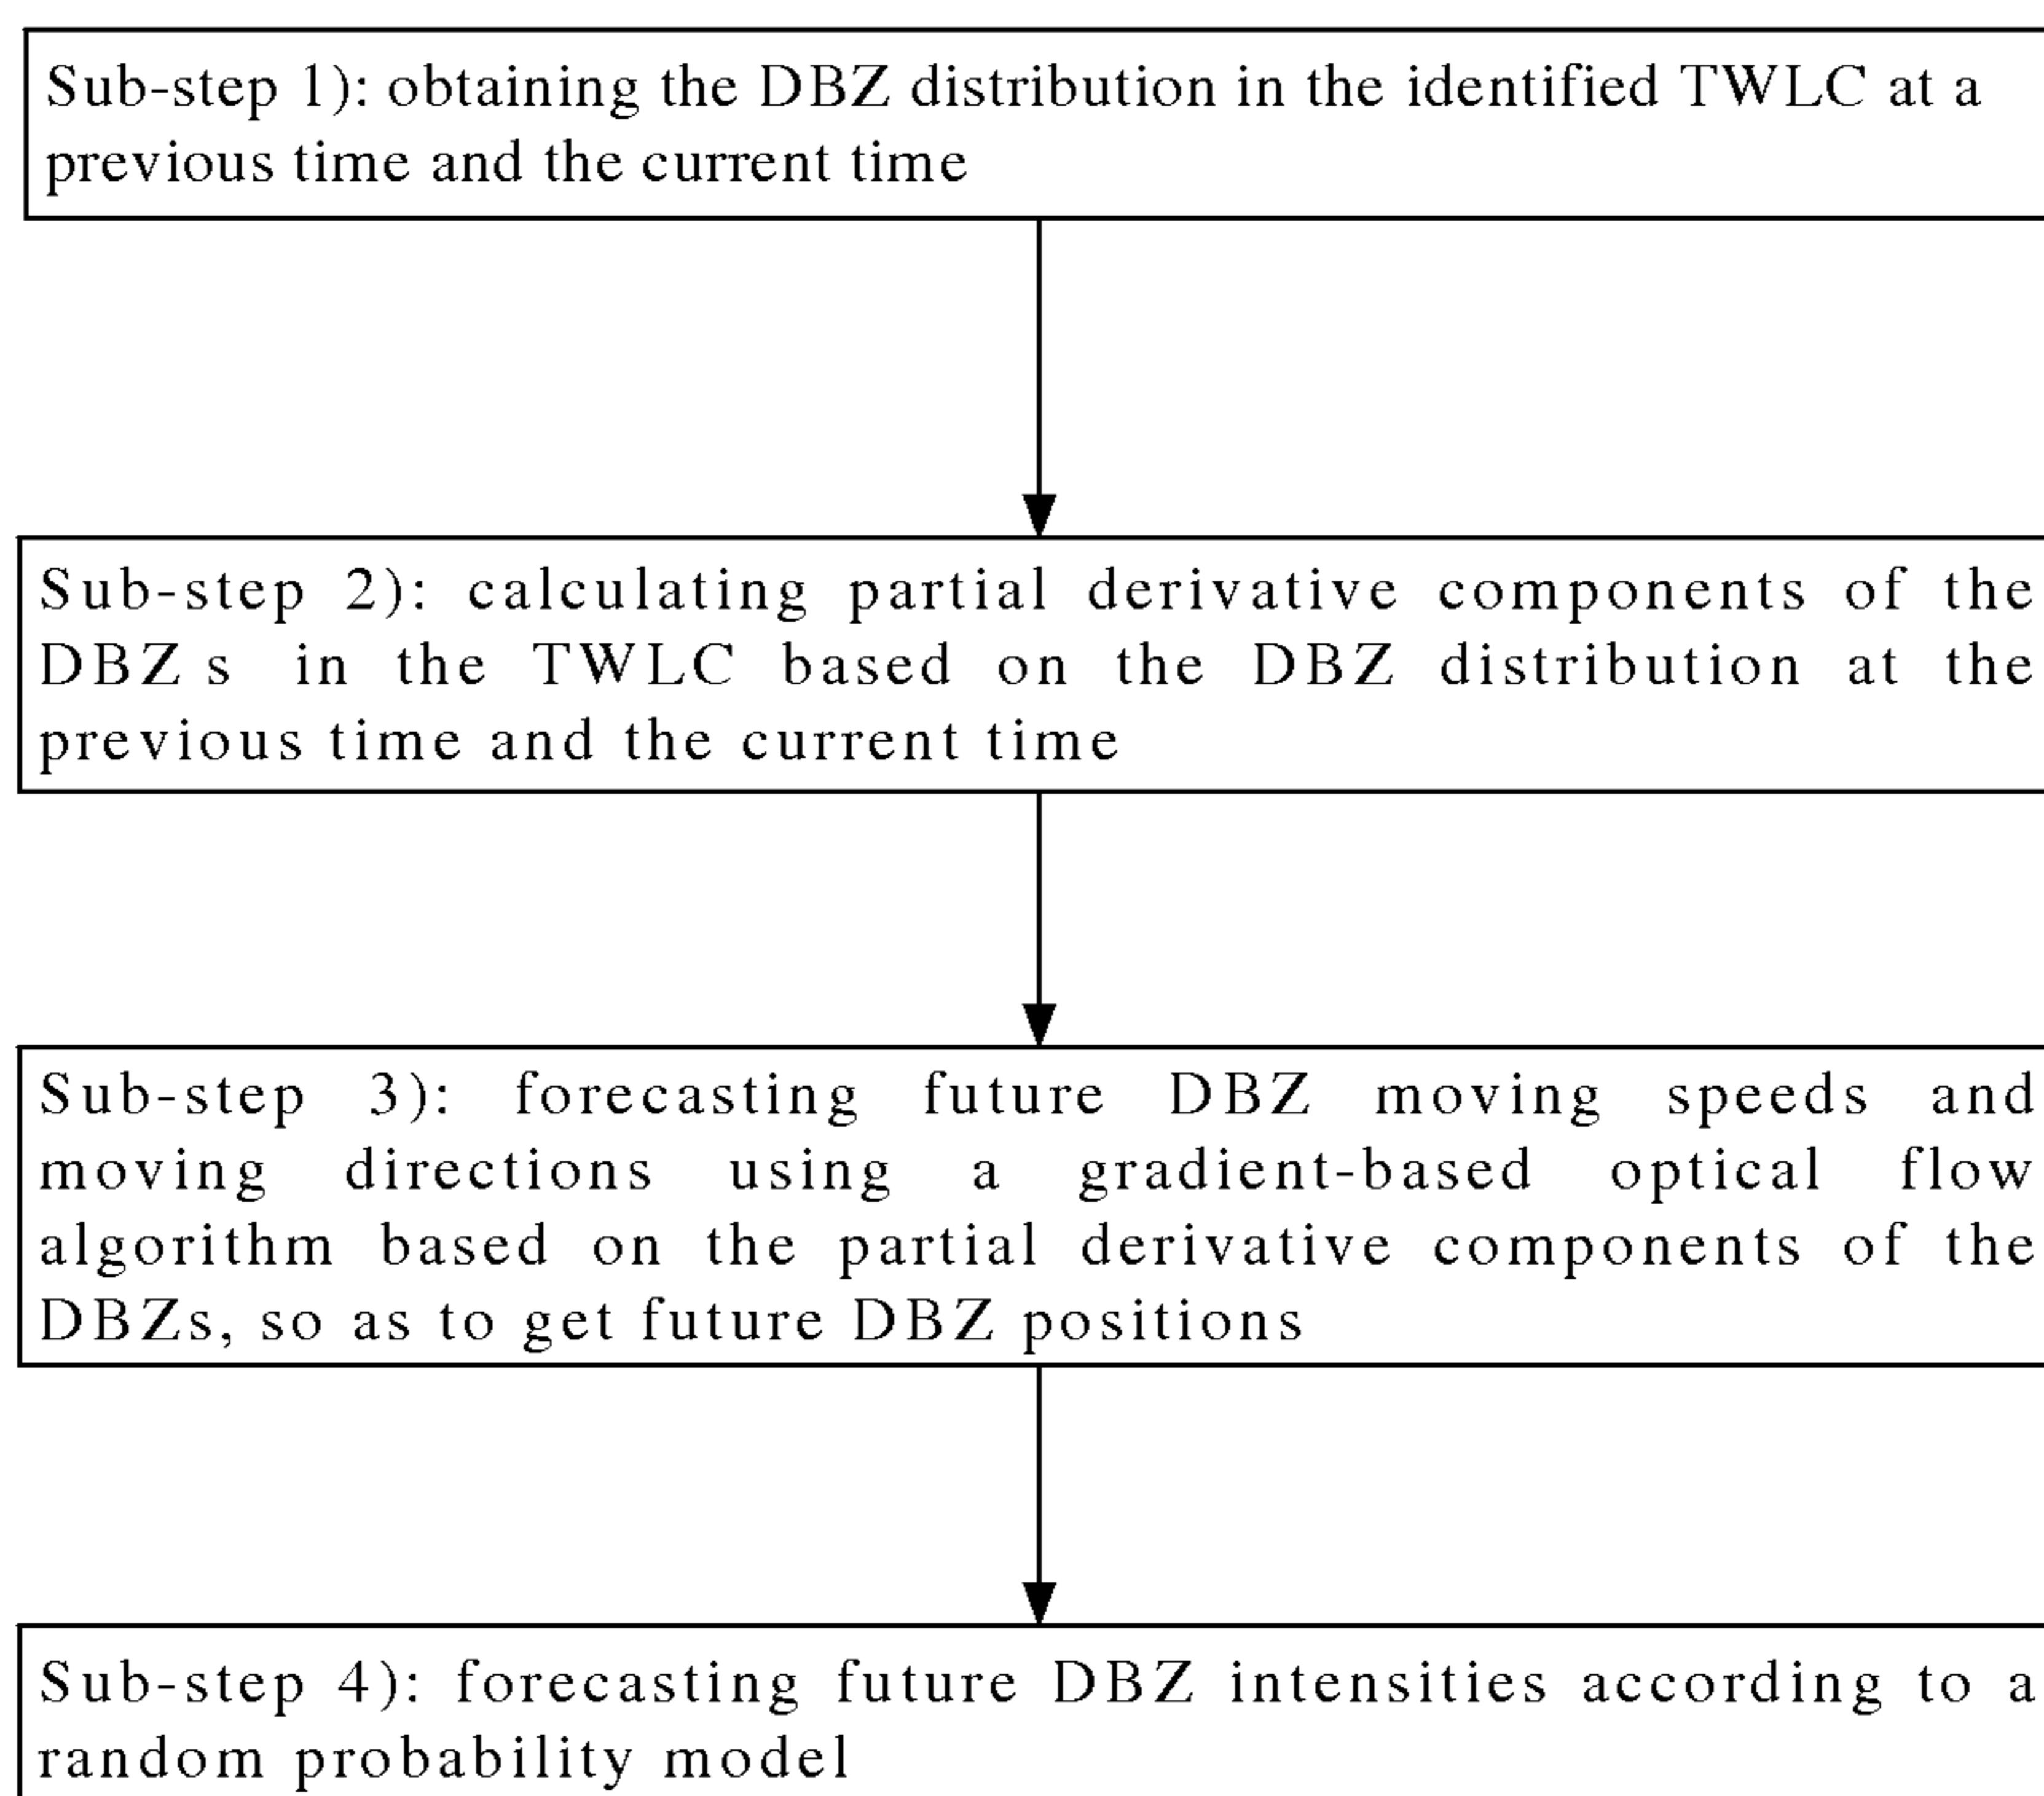 Sub-step 1): obtaining the DBZ distribution in the identified TWLC at a
previous time and the current time
Sub-step 2): calculating partial derivative components of the
DBZ s in the TWLC based on the DBZ distribution at the
previous time and the current time
Sub-step 3): forecasting future DBZ moving speeds and
moving directions using a gradient-based optical flow
algorithm based on the partial derivative components of the
DBZs, so as to get future DBZ positions
Sub-step 4): forecasting future DBZ intensities according to a
random probability model